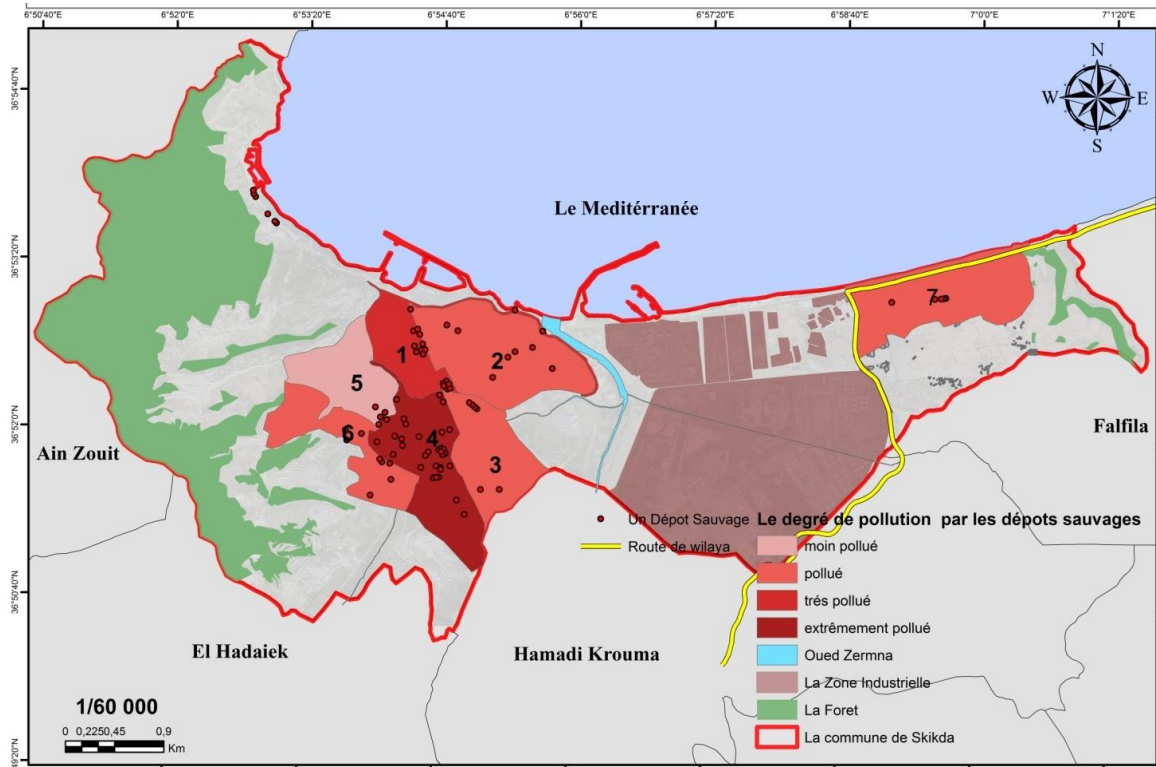 6°50'40"E
6°52'0"E
6°53'20"E
6°54'40"E
6°56'0"E
6°57'20"E
6°58'40"E
7°0'0"E
7°1'20"E
36°54'40"N
36°53'20"N
36°52'0"N
36°50'40"N
49'20"N
N
W E
S
Le Meditérranée
1
2
3
4
5
6
7
Ain Zouit
Falfila
El Hadaiek
Hamadi Krouma
Un Dépot Sauvage
Route de wilaya
Le degré de pollution par les dépots sauvages
moin pollué
pollué
trés pollué
extrêmement pollué
Oued Zermna
La Zone Industrielle
La Foret
La commune de Skikda
1/60 000
0 0,2250,45 0,9
Km